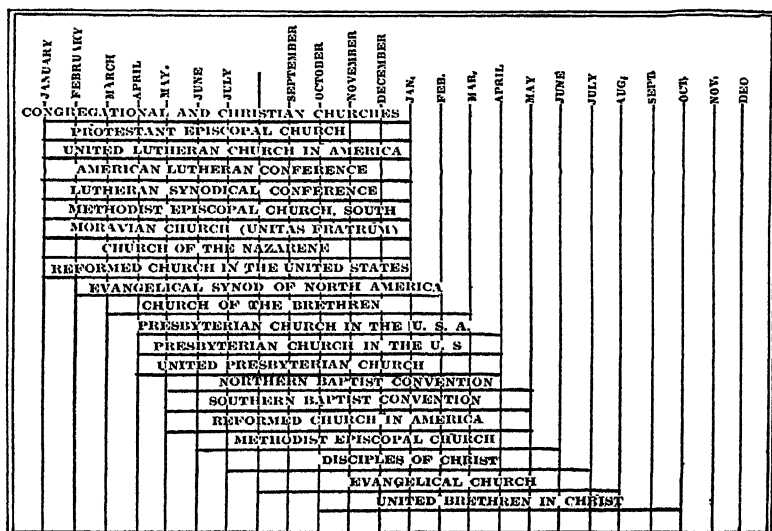 JANUARY
FEBRUARY
MARCH
APRIL
MAY.
JUNE
JULY
SEPTEMBER
OCTOBER
NOVEMBER
DECEMBER
JAN.
FEB.
MAR.
APRIL
MAY
JUNE
JULY
AUG.
SEPT.
OCT.
NOV.
DEC
CONGREGATIONAL AND CHRISTIAN CHURCHES
PROTESTANT EPISCOPAL CHURCH
UNITED LUTHERAN CHURCH IN AMERICA
AMERICAN LUTHERAN CONFERENCE
LUTHERAN SYNODICAL CONFERENCE
METHODIST EPISCOPAL CHURCH, SOUTH
MORAVIAN CHURCH (UNITAS FRATRUM)
CHURCH OF THE NAZARENE
REFORMED CHURCH IN THE UNITED STATES
EVANGELICAL SYNOD OF NORTH AMERICA
CHURCH OF THE BRETHREN
PRESBYTERIAN CHURCH IN THE U. S. A.
PRESBYTERIAN CHURCH IN THE U. S
UNITED PRESBYTERIAN CHURCH
NORTHERN BAPTIST CONVENTION
SOUTHERN BAPTIST CONVENTION
REFORMED CHURCH IN AMERICA
METHODIST EPISCOPAL CHURCH
DISCIPLES OF CHRIST
EVANGELICAL CHURCH
UNITED BRETHREN IN CHRIST